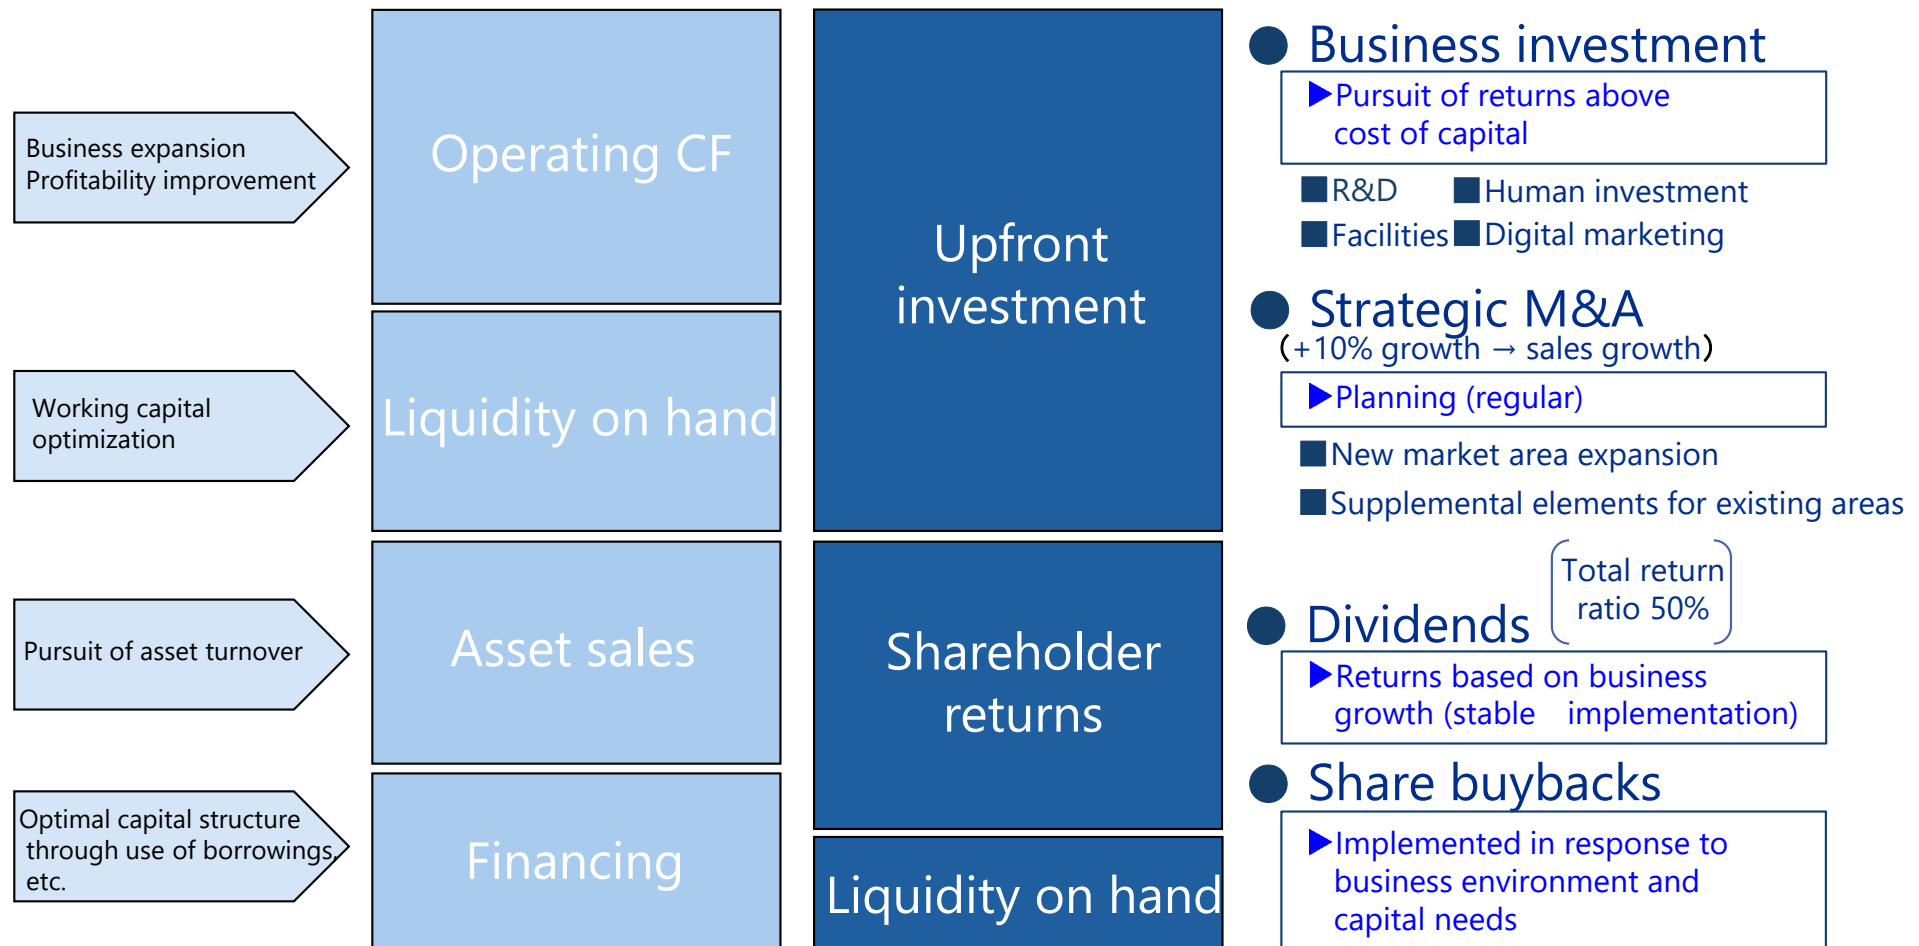 Business expansion
Profitability improvement
Working capital
optimization
Pursuit of asset turnover
Optimal capital structure
through use of borrowings,
etc.
Operating CF
Liquidity on hand
Asset sales
Financing
Upfront
investment
Shareholder
returns
Liquidity on hand
● Business investment
▶Pursuit of returns above
cost of capital
■R&D ■Human investment
■Facilities ■Digital marketing
● Strategic M&A
(+10% growth → sales growth)
▶Planning (regular)
■New market area expansion
■Supplemental elements for existing areas
Total return
ratio 50%
● Dividends
▶Returns based on business
growth (stable implementation)
● Share buybacks
▶Implemented in response to
business environment and
capital needs